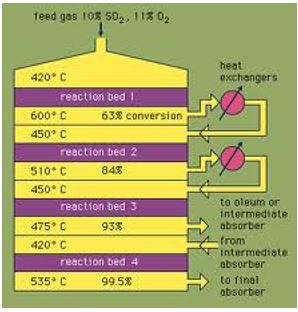 feed gas 10% SO₂, 11% O₂
420° C
heat
exchangers
reaction bed 1
600° C 63% conversion
450° C
reaction bed 2
510° C 84%
450° C
reaction bed 3
to oleum or
intermediate
absorber
475° C 93%
420° C
from
intermediate
absorber
reaction bed 4
535° C 99.5%
to final
absorber